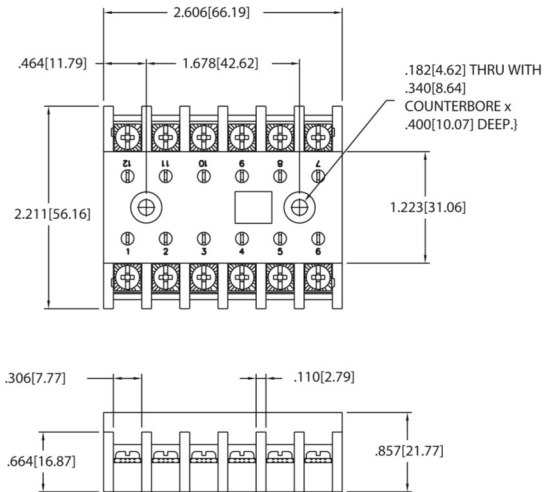 2.606[66.19]
.464[11.79]
1.678[42.62]
.182[4.62] THRU WITH
.340[8.64]
COUNTERBORE x
.400[10.07] DEEP.}
12 11 10 9 8 7
2.211[56.16]
1.223[31.06]
1 2 3 4 5 6
.306[7.77]
.110[2.79]
.664[16.87]
.857[21.77]